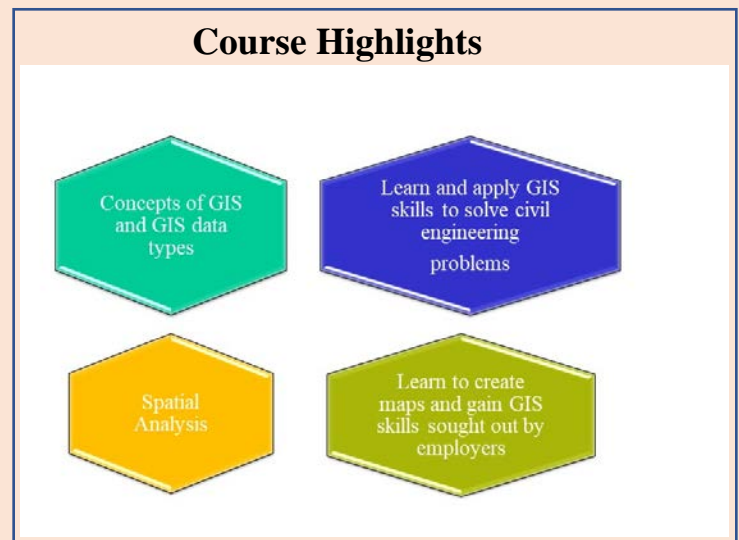 Course Highlights
Concepts of GIS
and GIS data
types
Learn and apply GIS
skills to solve civil
engineering
problems
Spatial
Analysis
Learn to create
maps and gain GIS
skills sought out by
employers